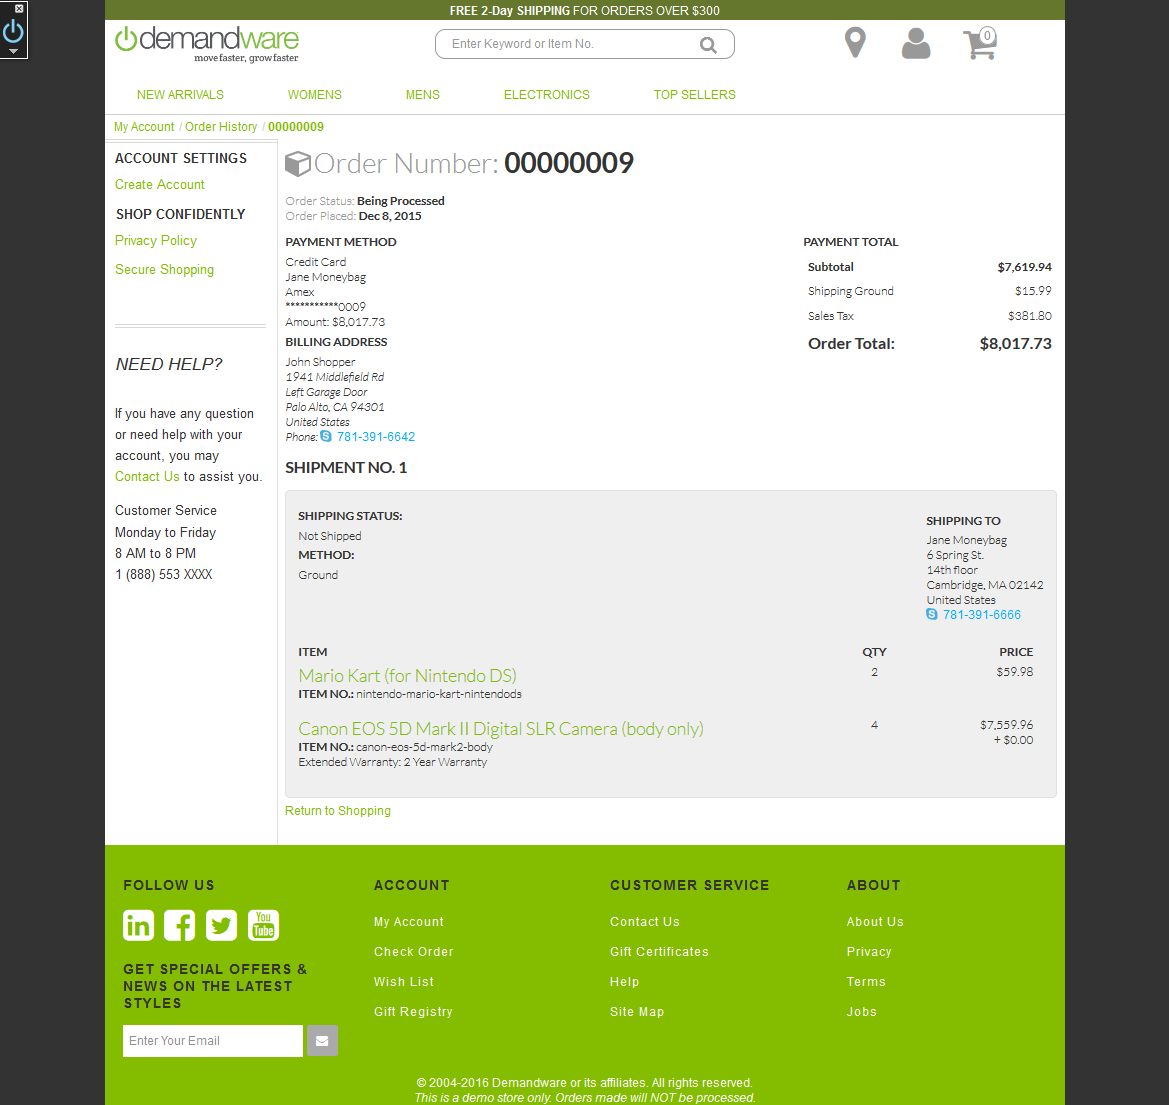 FREE 2-Day SHIPPING FOR ORDERS OVER $300
demandware
move faster, grow faster
Enter Keyword or Item No.
0
NEW ARRIVALS WOMENS MENS ELECTRONICS TOP SELLERS
My Account / Order History / 00000009
ACCOUNT SETTINGS
Create Account
SHOP CONFIDENTLY
Privacy Policy
Secure Shopping
NEED HELP?
If you have any question
or need help with your
account, you may
Contact Us to assist you.
Customer Service
Monday to Friday
8 AM to 8 PM
1 (888) 553 XXXX
Order Number: 00000009
Order Status: Being Processed
Order Placed: Dec 8, 2015
PAYMENT METHOD
Credit Card
Jane Moneybag
Amex
***********0009
Amount: $8,017.73
BILLING ADDRESS
John Shopper
1941 Middlefield Rd
Left Garage Door
Palo Alto, CA 94301
United States
Phone: 781-391-6642
PAYMENT TOTAL
Subtotal $7,619.94
Shipping Ground $15.99
Sales Tax $381.80
Order Total: $8,017.73
SHIPMENT NO. 1
SHIPPING STATUS:
Not Shipped
METHOD:
Ground
SHIPPING TO
Jane Moneybag
6 Spring St.
14th floor
Cambridge, MA 02142
United States
781-391-6666
ITEM QTY PRICE
Mario Kart (for Nintendo DS) 2 $59.98
ITEM NO.: nintendo-mario-kart-nintendods
Canon EOS 5D Mark II Digital SLR Camera (body only) 4 $7,559.96
+ $0.00
ITEM NO.: canon-eos-5d-mark2-body
Extended Warranty: 2 Year Warranty
Return to Shopping
FOLLOW US
in
You
Tube
GET SPECIAL OFFERS &
NEWS ON THE LATEST
STYLES
Enter Your Email
ACCOUNT
My Account
Check Order
Wish List
Gift Registry
CUSTOMER SERVICE
Contact Us
Gift Certificates
Help
Site Map
ABOUT
About Us
Privacy
Terms
Jobs
© 2004-2016 Demandware or its affiliates. All rights reserved.
This is a demo store only. Orders made will NOT be processed.